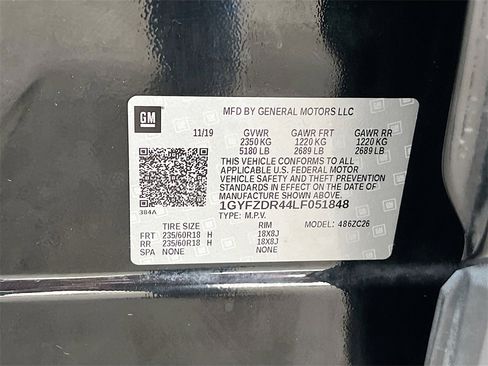 GM
MFD BY GENERAL MOTORS LLC
11/19 GVWR GAWR FRT GAWR RR
2350 KG 1220 KG 1220 KG
5180 LB 2689 LB 2689 LB
THIS VEHICLE CONFORMS TO ALL
APPLICABLE U.S. FEDERAL MOTOR
VEHICLE SAFETY AND THEFT PREVENTION
STANDARDS IN EFFECT ON THE DATE OF
MANUFACTURE SHOWN ABOVE.
1GYFZDR44LF051848
384A TYPE: M.P.V.
TIRE SIZE RIM MODEL: 4862C26
FRT 235/60R18 H 18X8J
RR 235/60R18 H 18X8J
SPA NONE NONE